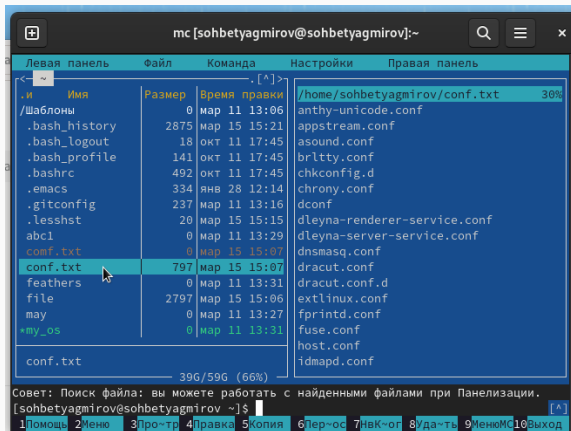 mc [sohbetyagmirov@sohbetyagmirov]:~
Левая панель Файл Команда Настройки Правая панель
<- ~ .[^]>
.и Имя Размер Время правки
/Шаблоны 0 мар 11 13:06
.bash_history 2875 мар 15 15:21
.bash_logout 18 окт 11 17:45
.bash_profile 141 окт 11 17:45
.bashrc 492 окт 11 17:45
.emacs 334 янв 28 12:14
.gitconfig 237 мар 11 13:16
.lesshst 20 мар 15 15:15
abc1 0 мар 11 13:29
comf.txt 0 мар 15 15:07
conf.txt 797 мар 15 15:07
feathers 0 мар 11 13:31
file 2797 мар 15 15:06
may 0 мар 11 13:27
*my_os 0 мар 11 13:31
conf.txt
39G/59G (66%)
/home/sohbetyagmirov/conf.txt 30%
anthy-unicode.conf
appstream.conf
asound.conf
brltty.conf
chkconfig.d
chrony.conf
dconf
dleyna-renderer-service.conf
dleyna-server-service.conf
dnsmasq.conf
dracut.conf
dracut.conf.d
extlinux.conf
fprintd.conf
fuse.conf
host.conf
idmapd.conf
Совет: Поиск файла: вы можете работать с найденными файлами при Панелизации.
[sohbetyagmirov@sohbetyagmirov ~]$ [^]
1Помощь 2Меню 3Про~тр 4Правка 5Копия 6Пер~ос 7НвК~ог 8Уда~ть 9МенюMC 10Выход